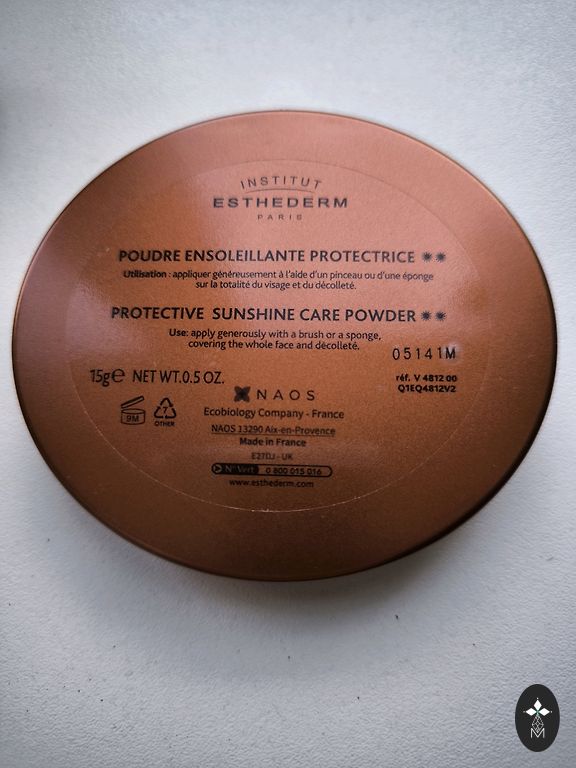 INSTITUT
ESTHEDERM
PARIS
POUDRE ENSOLEILLANTE PROTECTRICE ✹✹
Utilisation : appliquer généreusement à l'aide d'un pinceau ou d'une éponge
sur la totalité du visage et du décolleté.
PROTECTIVE SUNSHINE CARE POWDER ✹✹
Use: apply generously with a brush or a sponge,
covering the whole face and décolleté.
05141M
15g℮ NET WT.0.5 OZ.
réf. V 4812 00
Q1EQ4812V2
NAOS
9M
7
OTHER
Ecobiology Company - France
NAOS 13290 Aix-en-Provence
Made in France
E27DJ - UK
N° Vert 0 800 015 016
www.esthederm.com
M